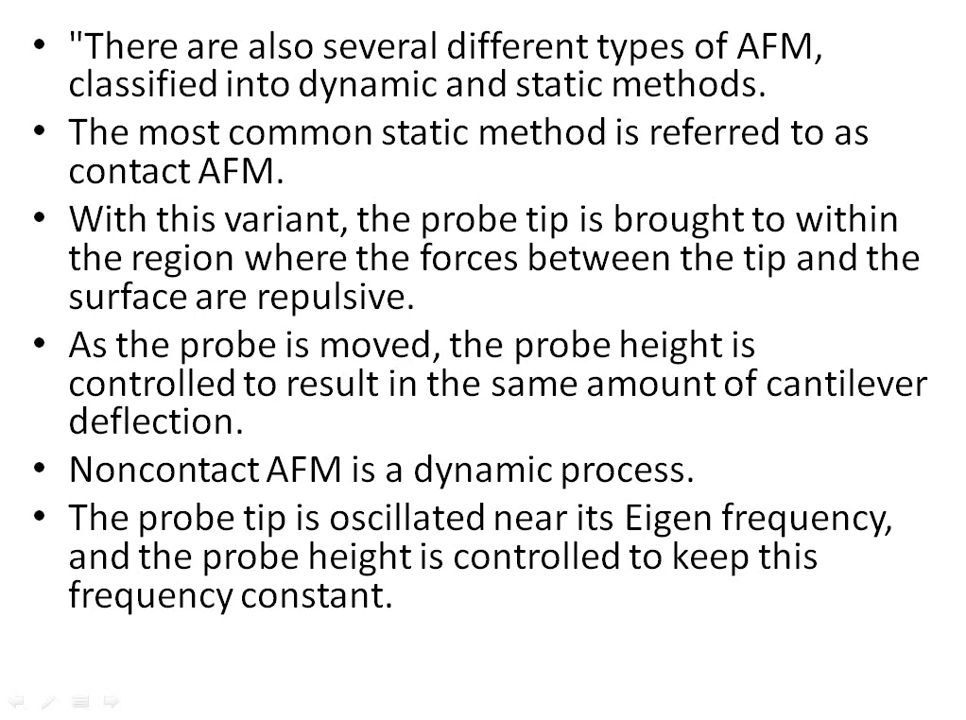 • "There are also several different types of AFM,
classified into dynamic and static methods.
• The most common static method is referred to as
contact AFM.
• With this variant, the probe tip is brought to within
the region where the forces between the tip and the
surface are repulsive.
• As the probe is moved, the probe height is
controlled to result in the same amount of cantilever
deflection.
• Noncontact AFM is a dynamic process.
• The probe tip is oscillated near its Eigen frequency,
and the probe height is controlled to keep this
frequency constant.